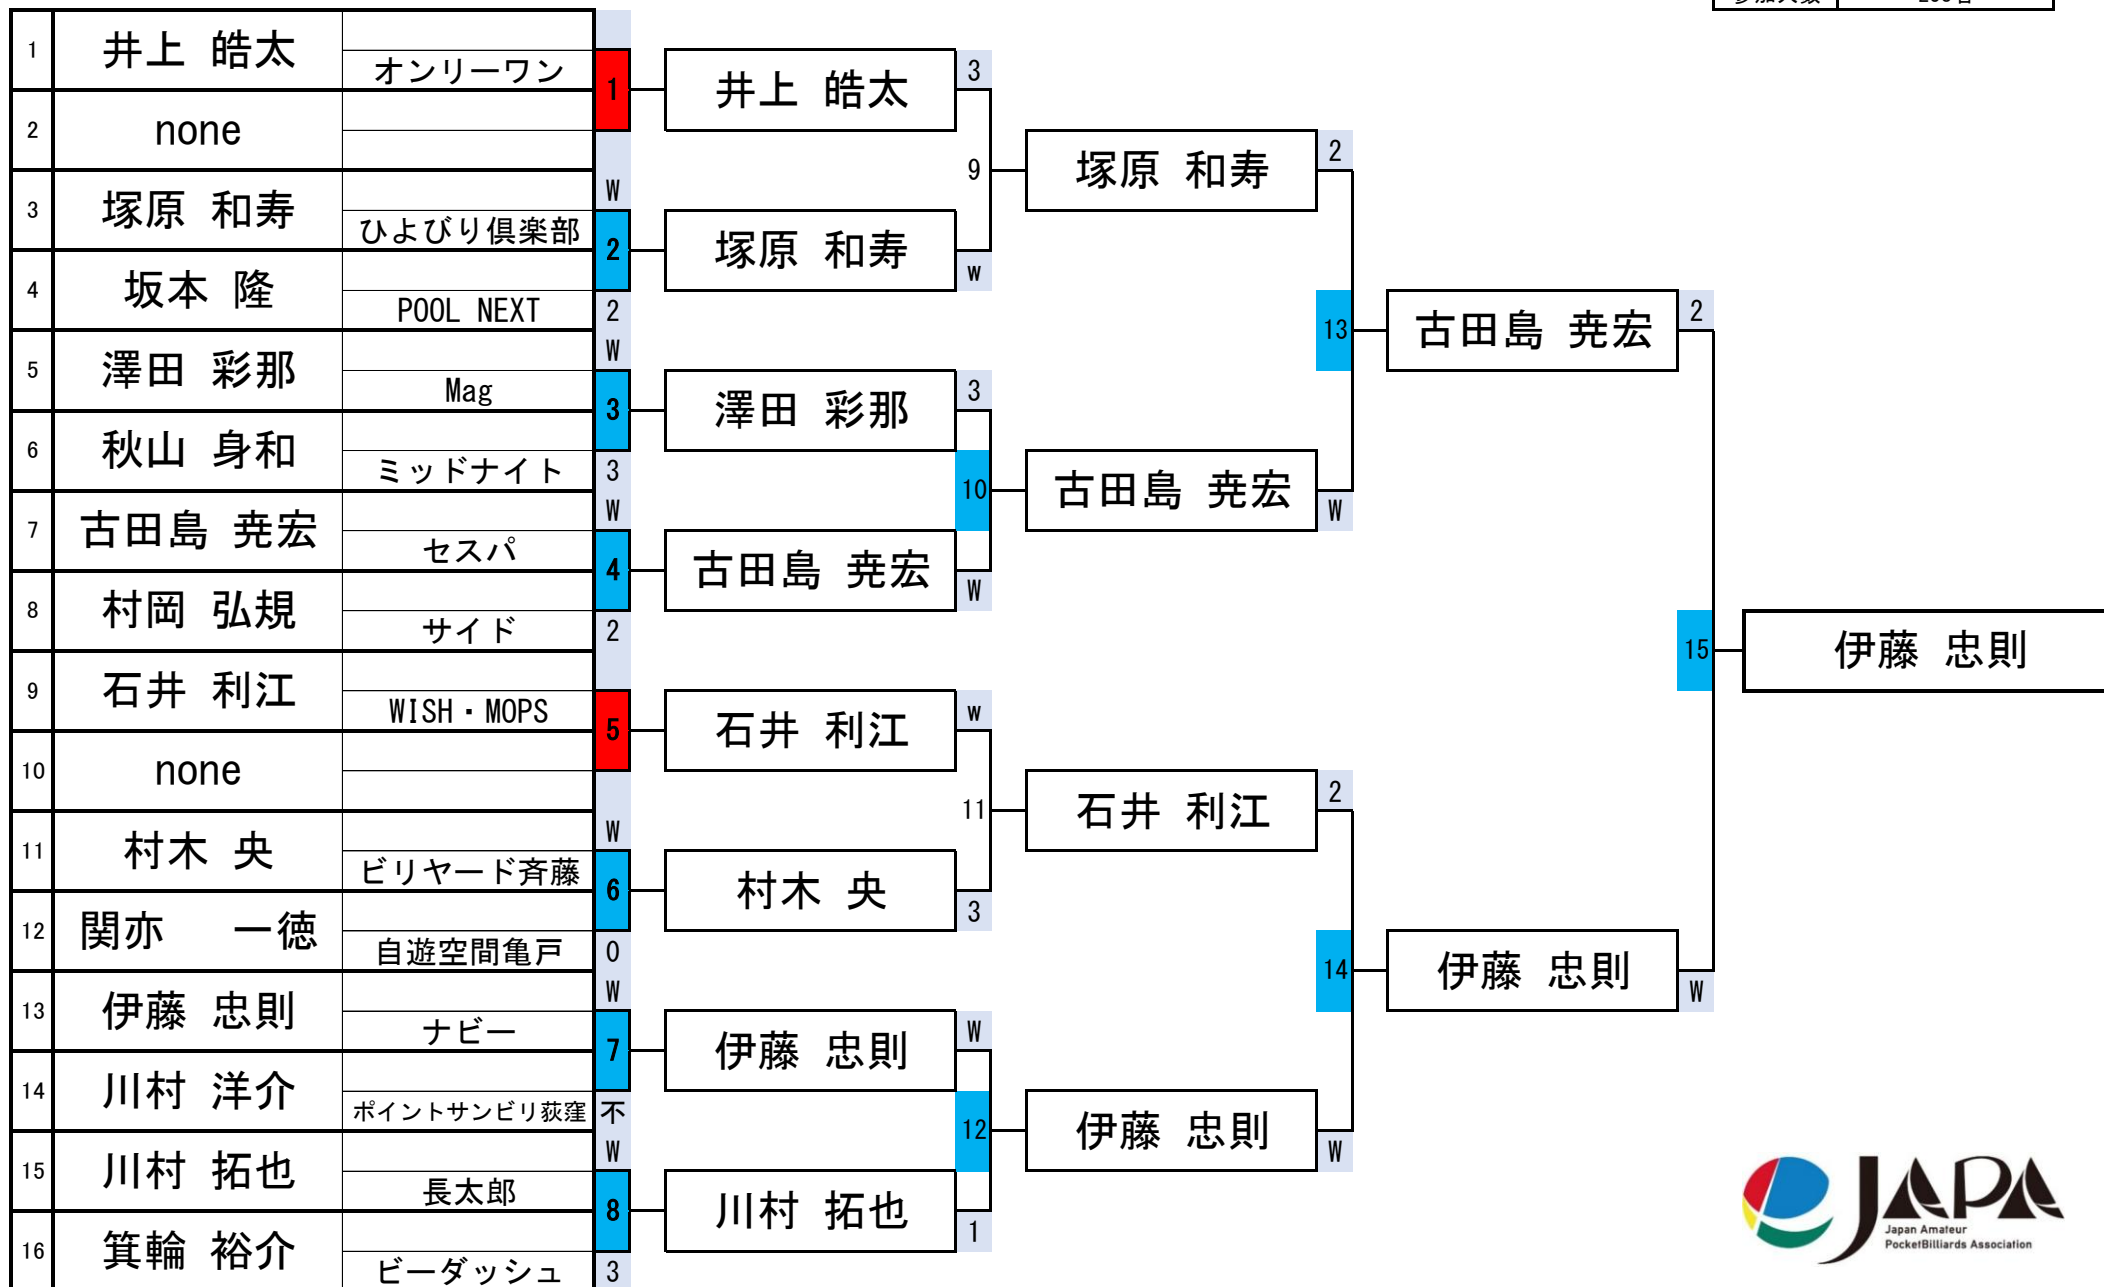 1 井上 皓太
オンリーワン
2 none
3 塚原 和寿 W
ひよびり倶楽部
4 坂本 隆
POOL NEXT 2
5 澤田 彩那 W
Mag
6 秋山 身和
ミッドナイト 3
7 古田島 尭宏 W
セスパ
8 村岡 弘規
サイド 2
9 石井 利江
WISH・MOPS
10 none
11 村木 央 W
ビリヤード斉藤
12 関亦 一徳
自遊空間亀戸 0
13 伊藤 忠則 W
ナビー
14 川村 洋介
ポイントサンビリ荻窪 不
15 川村 拓也 W
長太郎
16 箕輪 裕介
ビーダッシュ 3
1 井上 皓太 3
2 塚原 和寿 w
3 澤田 彩那 3
4 古田島 尭宏 W
5 石井 利江 w
6 村木 央 3
7 伊藤 忠則 W
8 川村 拓也 1
9 塚原 和寿 2
10 古田島 尭宏 W
11 石井 利江 2
12 伊藤 忠則 W
13 古田島 尭宏 2
14 伊藤 忠則 W
15 伊藤 忠則
JAPA
Japan Amateur
PocketBilliards Association